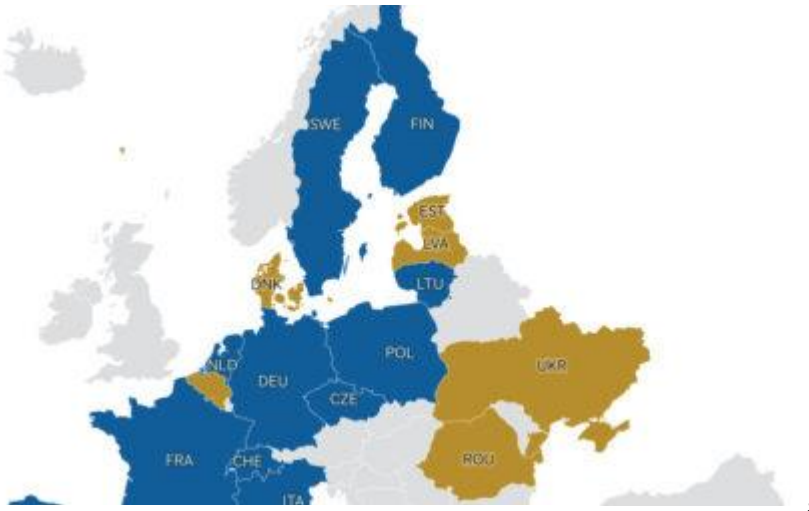 SWE
FIN
EST
LVA
DNK
LTU
NLD
POL
UKR
DEU
CZE
FRA
CHE
ROU
ITA